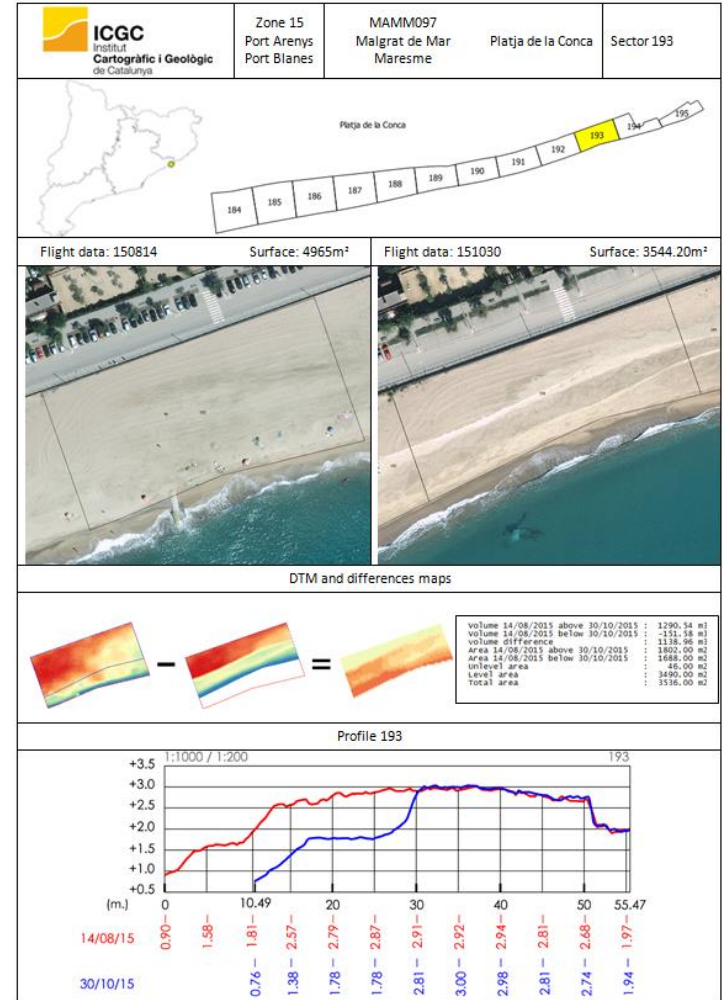 ICGC
Institut
Cartogràfic i Geològic
de Catalunya
Zone 15
Port Arenys
Port Blanes
MAMM097
Malgrat de Mar
Maresme
Platja de la Conca
Sector 193
Platja de la Conca
184
185
186
187
188
189
190
191
192
193
194
195
Flight data: 150814 Surface: 4965m²
Flight data: 151030 Surface: 3544.20m²
DTM and differences maps
Volume 14/08/2015 above 30/10/2015 : 1290.54 m3
Volume 14/08/2015 below 30/10/2015 : -151.58 m3
Volume difference : 1138.96 m3
Area 14/08/2015 above 30/10/2015 : 1802.00 m2
Area 14/08/2015 below 30/10/2015 : 1688.00 m2
Unlevel area : 46.00 m2
Level area : 3490.00 m2
Total area : 3536.00 m2
Profile 193
1:1000 / 1:200
193
+3.5
+3.0
+2.5
+2.0
+1.5
+1.0
+0.5
(m.) 0 10.49 20 30 40 50 55.47
14/08/15 0.90 – 1.58 – 1.81 – 2.57 – 2.79 – 2.87 – 2.91 – 2.92 – 2.94 – 2.81 – 2.68 – 1.97 –
30/10/15 0.76 – 1.38 – 1.78 – 1.78 – 2.81 – 3.00 – 2.98 – 2.81 – 2.74 – 1.94 –